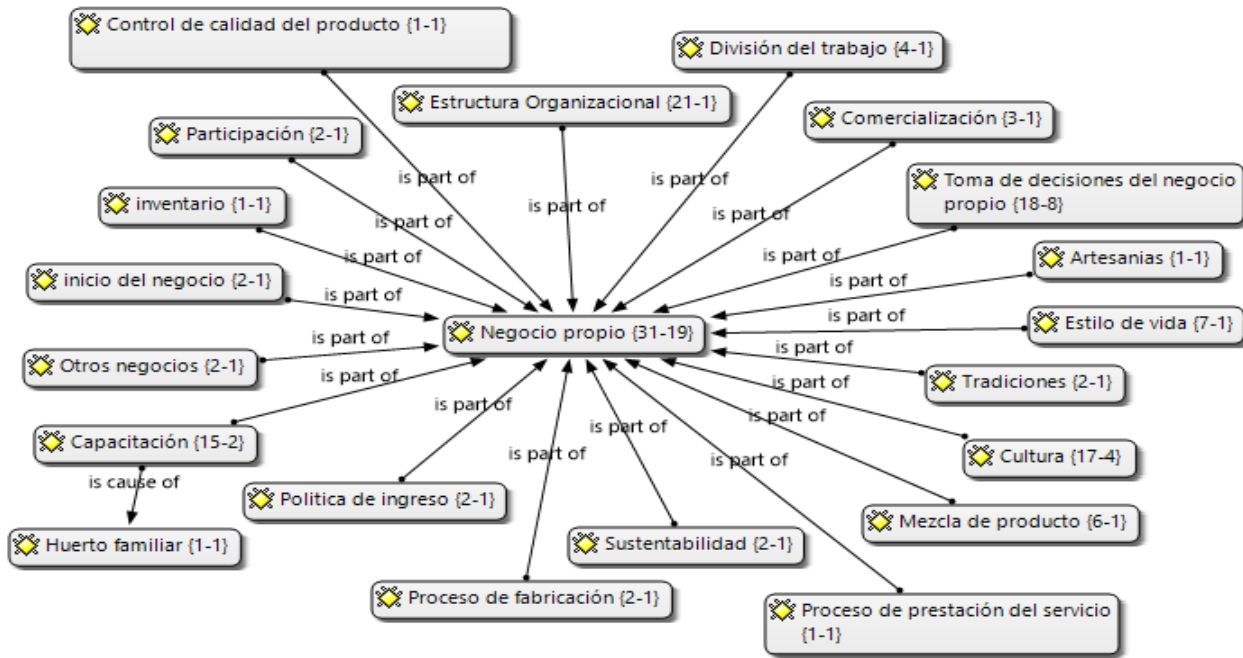 Control de calidad del producto {1-1}
División del trabajo {4-1}
Estructura Organizacional {21-1}
Comercialización {3-1}
Participación {2-1}
is part of
is part of
is part of
Toma de decisiones del negocio
propio {18-8}
inventario {1-1}
is part of
is part of
is part of
is part of
Artesanias {1-1}
inicio del negocio {2-1}
is part of
is part of
is part of
Estilo de vida {7-1}
Negocio propio {31-19}
Otros negocios {2-1}
is part of
is part of
is part of
Tradiciones {2-1}
is part of
is part of
is part of
Capacitación {15-2}
is part of
is part of
is part of
Cultura {17-4}
is cause of
Politica de ingreso {2-1}
Mezcla de producto {6-1}
Huerto familiar {1-1}
Sustentabilidad {2-1}
Proceso de fabricación {2-1}
Proceso de prestación del servicio
{1-1}